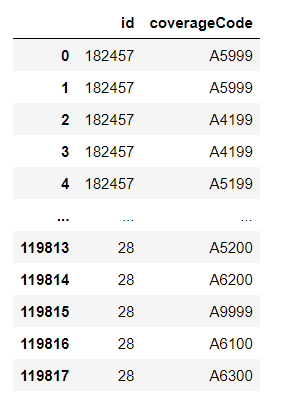 id coverageCode
0 182457 A5999
1 182457 A5999
2 182457 A4199
3 182457 A4199
4 182457 A5199
... ... ...
119813 28 A5200
119814 28 A6200
119815 28 A9999
119816 28 A6100
119817 28 A6300